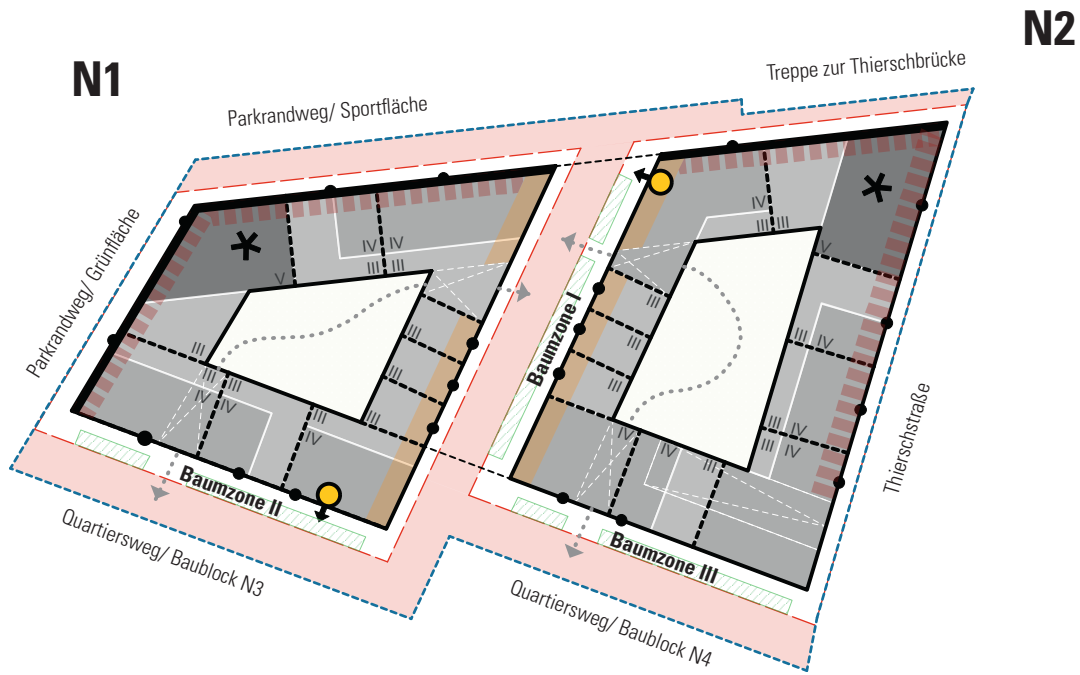 N2
N1
Treppe zur Thierschbrücke
Parkrandweg/ Sportfläche
Parkrandweg/ Grünfläche
IV
III III
IV IV
III III
V
V
III
III
III
III
IV
III
III
III
IV
IV
III
III
IV
III
III
III
III
IV
III
IV
IV
IV
III
Baumzone I
Thierschstraße
Baumzone II
Baumzone III
Quartiersweg/ Baublock N3
Quartiersweg/ Baublock N4